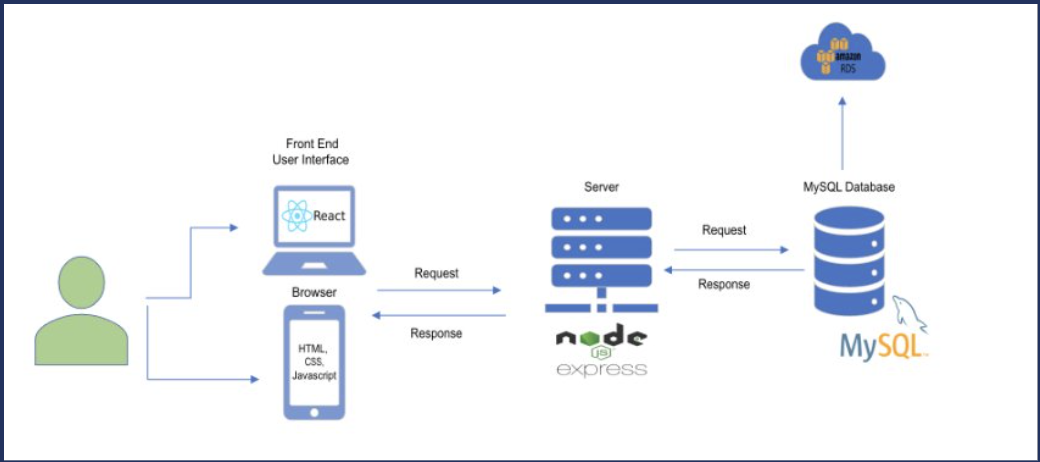 amazon
RDS
Front End
User Interface
React
Browser
HTML,
CSS,
Javascript
Request
Response
Server
node
js
express
Request
Response
MySQL Database
MySQL™